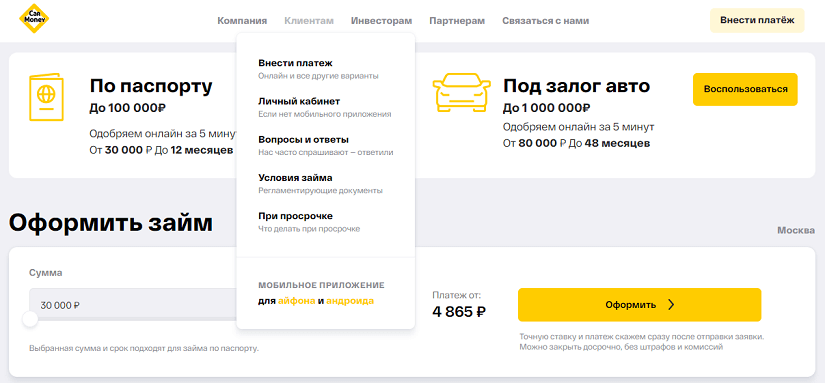 Car
Money
Компания Клиентам Инвесторам Партнерам Связаться с нами
Внести платёж
По паспорту
До 100 000₽
Одобряем онлайн за 5 минут
От 30 000 ₽ До 12 месяцев
Внести платеж
Онлайн и все другие варианты
Личный кабинет
Если нет мобильного приложения
Вопросы и ответы
Нас часто спрашивают – ответили
Условия займа
Регламентирующие документы
При просрочке
Что делать при просрочке
МОБИЛЬНОЕ ПРИЛОЖЕНИЕ
для айфона и андроида
Под залог авто
До 1 000 000₽
Одобряем онлайн за 5 минут
От 80 000 ₽ До 48 месяцев
Воспользоваться
Оформить займ
Москва
Сумма
30 000 ₽
Выбранная сумма и срок подходят для займа по паспорту.
Платеж от:
4 865 ₽
Оформить
Точную ставку и платеж скажем сразу после отправки заявки.
Можно закрыть досрочно, без штрафов и комиссий